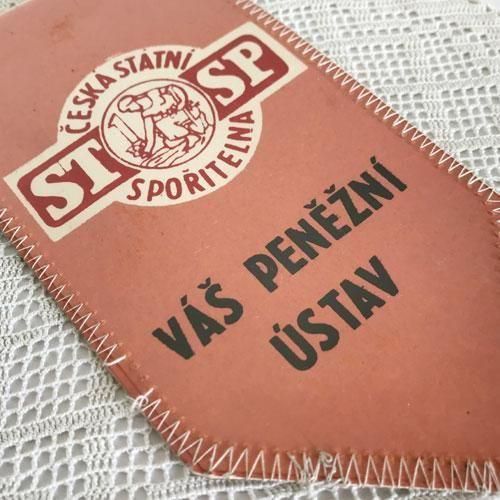 ČESKÁ STÁTNÍ
ST SP
SPOŘITELNA
VÁŠ PENĚŽNÍ
ÚSTAV